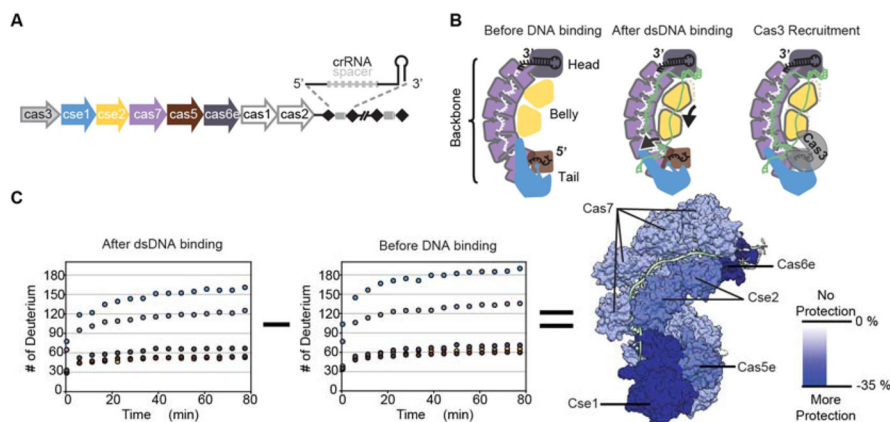 A
crRNA
spacer
5' 3'
cas3 cse1 cse2 cas7 cas5 cas6e cas1 cas2
B
Before DNA binding After dsDNA binding Cas3 Recruitment
3' 3' 3'
Head
Backbone
Belly
5'
Cas3
Tail
C
After dsDNA binding
# of Deuterium
180
150
120
90
60
30
0 20 40 60 80
Time (min)
Before DNA binding
# of Deuterium
180
150
120
90
60
30
0 20 40 60 80
Time (min)
Cas7
Cas6e
Cse2
Cas5e
Cse1
No
Protection
0 %
-35 %
More
Protection